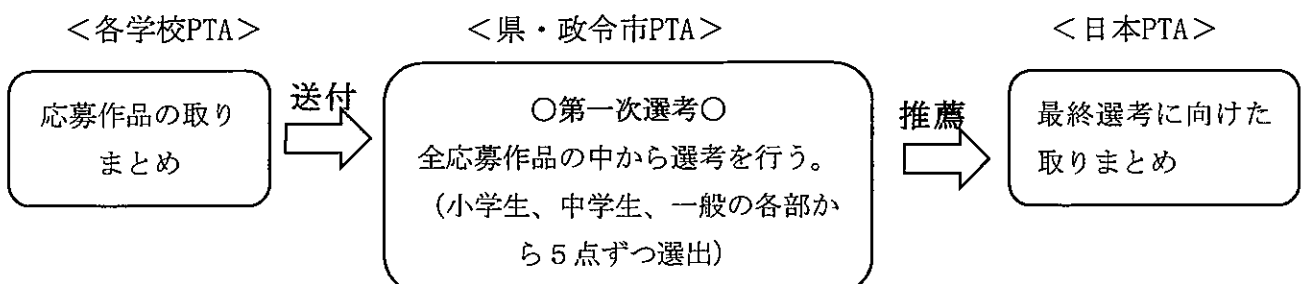 ＜各学校PTA＞
＜県・政令市PTA＞
＜日本PTA＞
応募作品の取り
まとめ
送付
○第一次選考○
全応募作品の中から選考を行う。
（小学生、中学生、一般の各部か
ら５点ずつ選出）
推薦
最終選考に向けた
取りまとめ